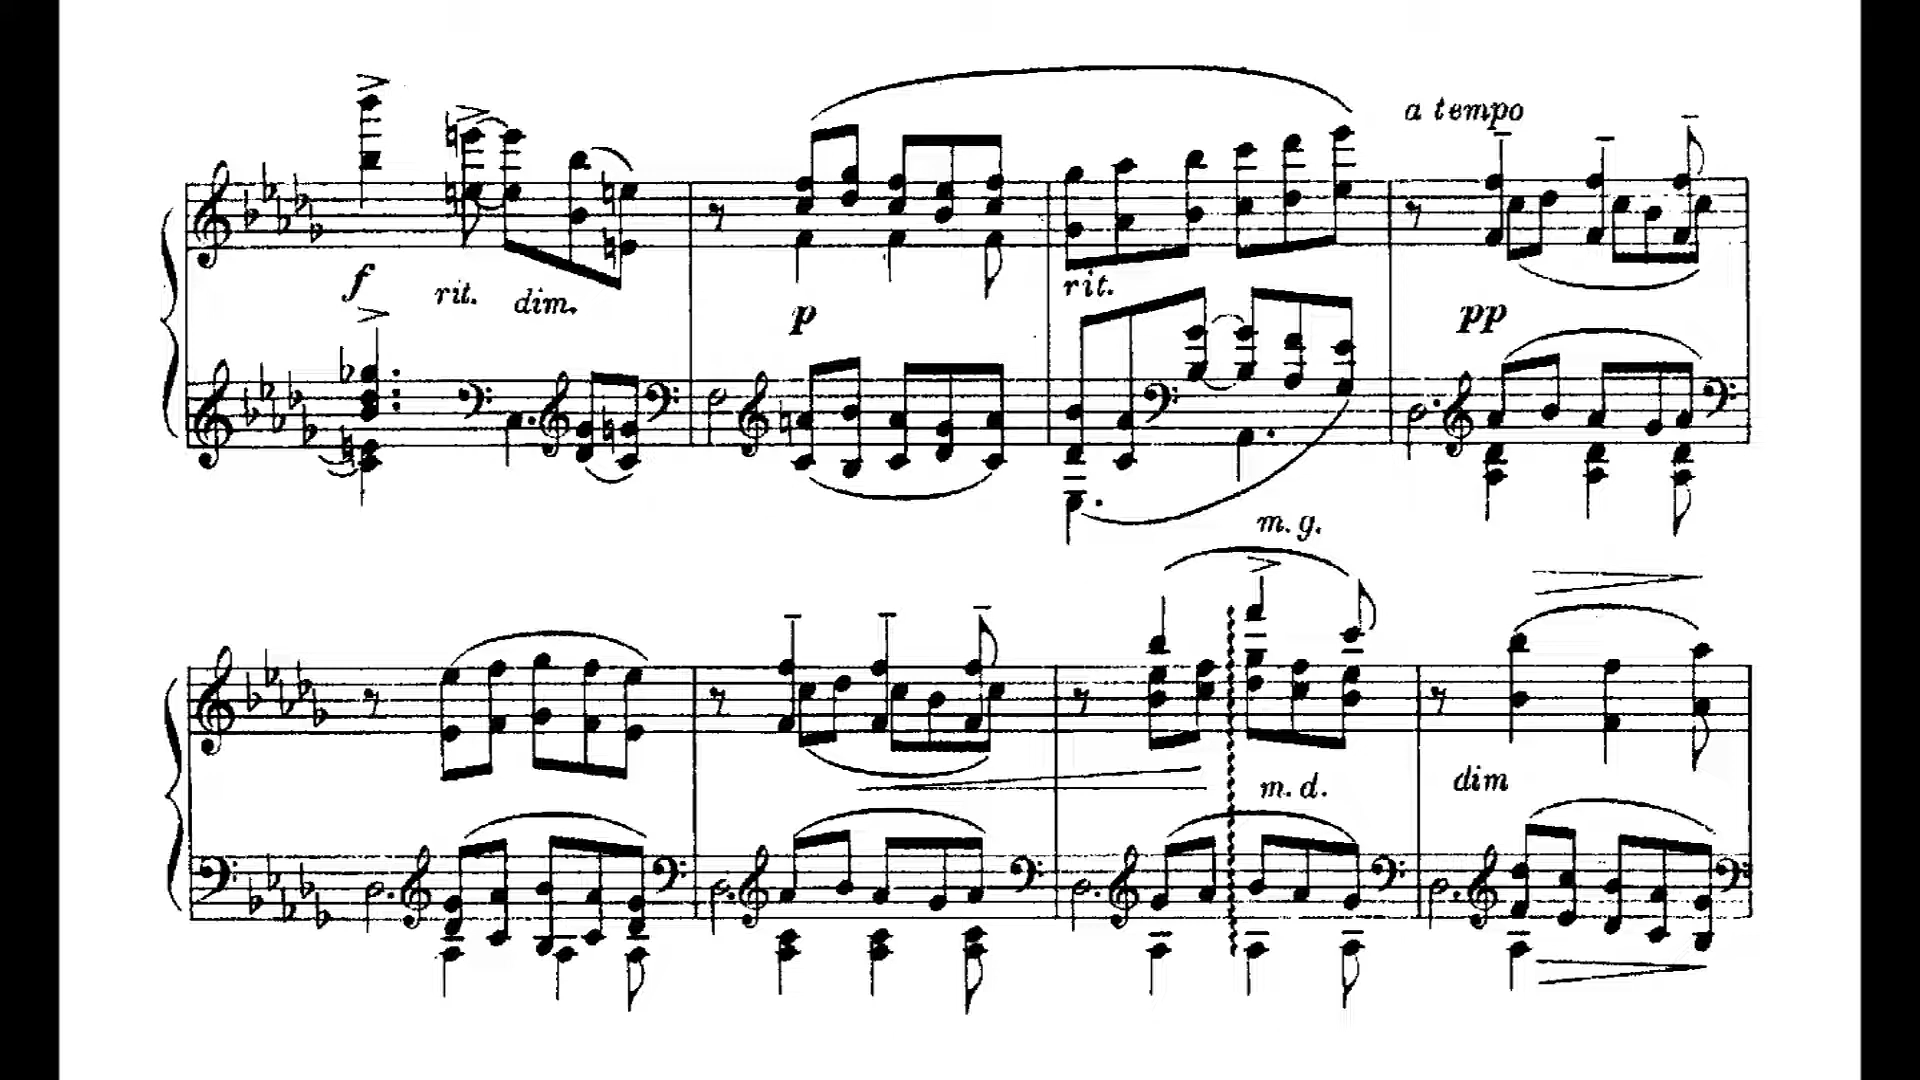 a tempo
f rit. dim. p rit. pp
m. g.
m. d. dim